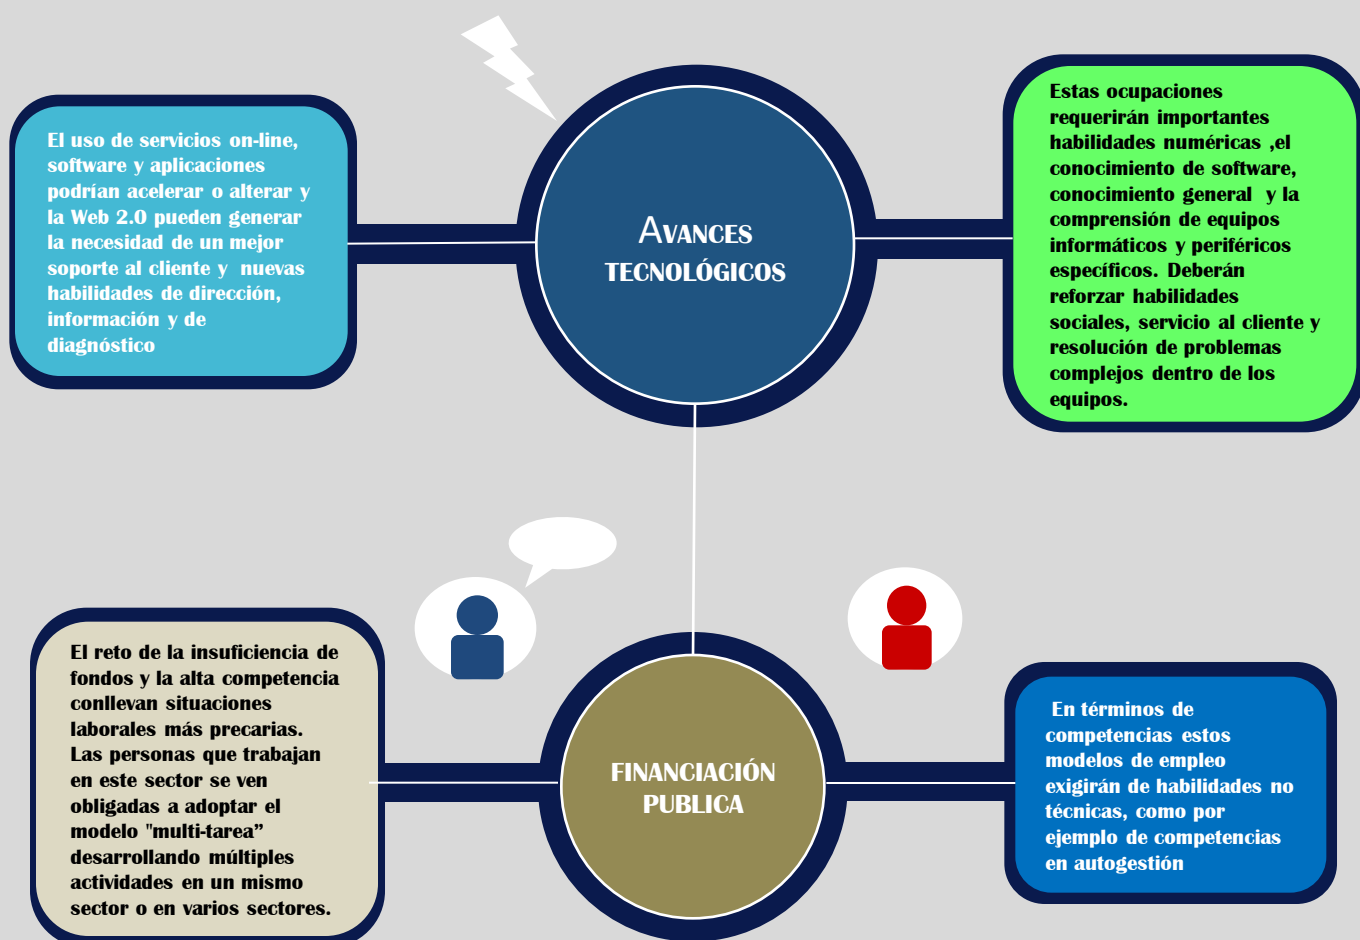 El uso de servicios on-line,
software y aplicaciones
podrían acelerar o alterar y
la Web 2.0 pueden generar
la necesidad de un mejor
soporte al cliente y nuevas
habilidades de dirección,
información y de
diagnóstico
AVANCES
TECNOLÓGICOS
Estas ocupaciones
requerirán importantes
habilidades numéricas ,el
conocimiento de software,
conocimiento general y la
comprensión de equipos
informáticos y periféricos
específicos. Deberán
reforzar habilidades
sociales, servicio al cliente y
resolución de problemas
complejos dentro de los
equipos.
El reto de la insuficiencia de
fondos y la alta competencia
conllevan situaciones
laborales más precarias.
Las personas que trabajan
en este sector se ven
obligadas a adoptar el
modelo "multi-tarea”
desarrollando múltiples
actividades en un mismo
sector o en varios sectores.
FINANCIACIÓN
PUBLICA
En términos de
competencias estos
modelos de empleo
exigirán de habilidades no
técnicas, como por
ejemplo de competencias
en autogestión